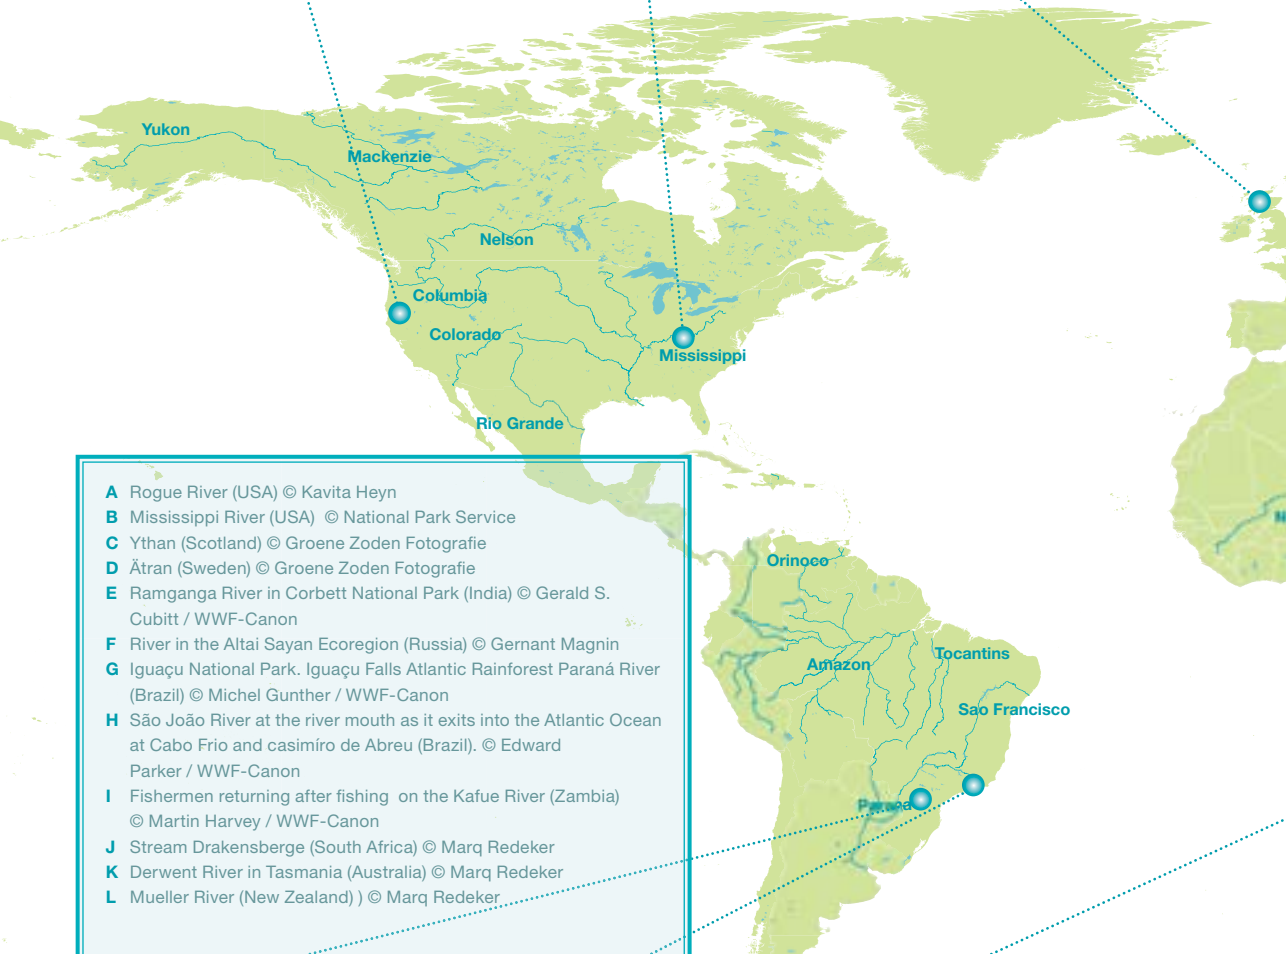 Yukon
Mackenzie
Nelson
Columbia
Colorado
Mississippi
Rio Grande
A Rogue River (USA) © Kavita Heyn
B Mississippi River (USA) © National Park Service
C Ythan (Scotland) © Groene Zoden Fotografie
D Ätran (Sweden) © Groene Zoden Fotografie
E Ramganga River in Corbett National Park (India) © Gerald S.
Cubitt / WWF-Canon
F River in the Altai Sayan Ecoregion (Russia) © Gernant Magnin
G Iguaçu National Park. Iguaçu Falls Atlantic Rainforest Paraná River
(Brazil) © Michel Gunther / WWF-Canon
H São João River at the river mouth as it exits into the Atlantic Ocean
at Cabo Frio and casimíro de Abreu (Brazil). © Edward
Parker / WWF-Canon
I Fishermen returning after fishing on the Kafue River (Zambia)
© Martin Harvey / WWF-Canon
J Stream Drakensberge (South Africa) © Marq Redeker
K Derwent River in Tasmania (Australia) © Marq Redeker
L Mueller River (New Zealand) ) © Marq Redeker
Orinoco
Amazon
Tocantins
Sao Francisco
Parana